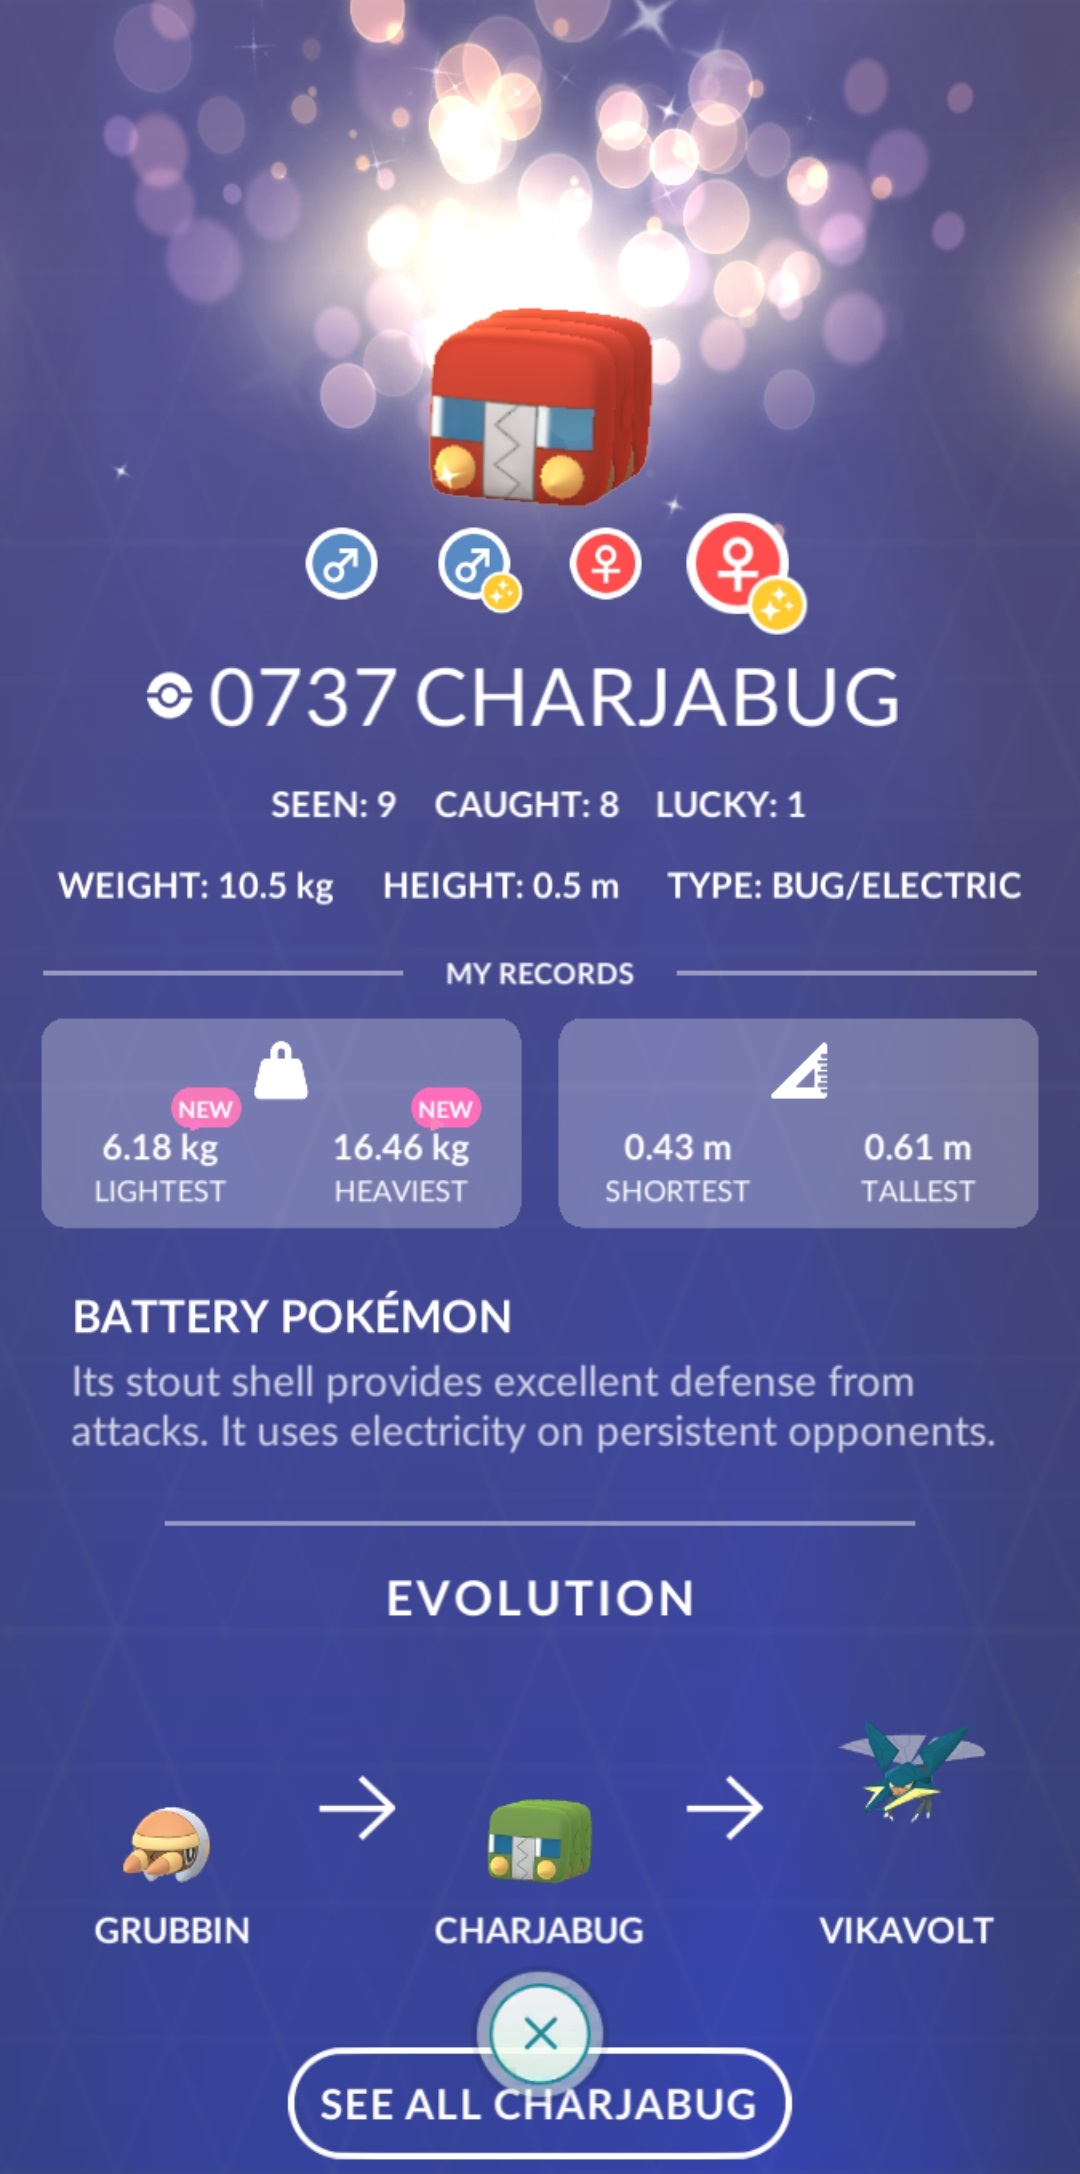 0737 CHARJABUG
SEEN: 9 CAUGHT: 8 LUCKY: 1
WEIGHT: 10.5 kg HEIGHT: 0.5 m TYPE: BUG/ELECTRIC
MY RECORDS
NEW NEW
6.18 kg 16.46 kg 0.43 m 0.61 m
LIGHTEST HEAVIEST SHORTEST TALLEST
BATTERY POKÉMON
Its stout shell provides excellent defense from
attacks. It uses electricity on persistent opponents.
EVOLUTION
GRUBBIN CHARJABUG VIKAVOLT
SEE ALL CHARJABUG